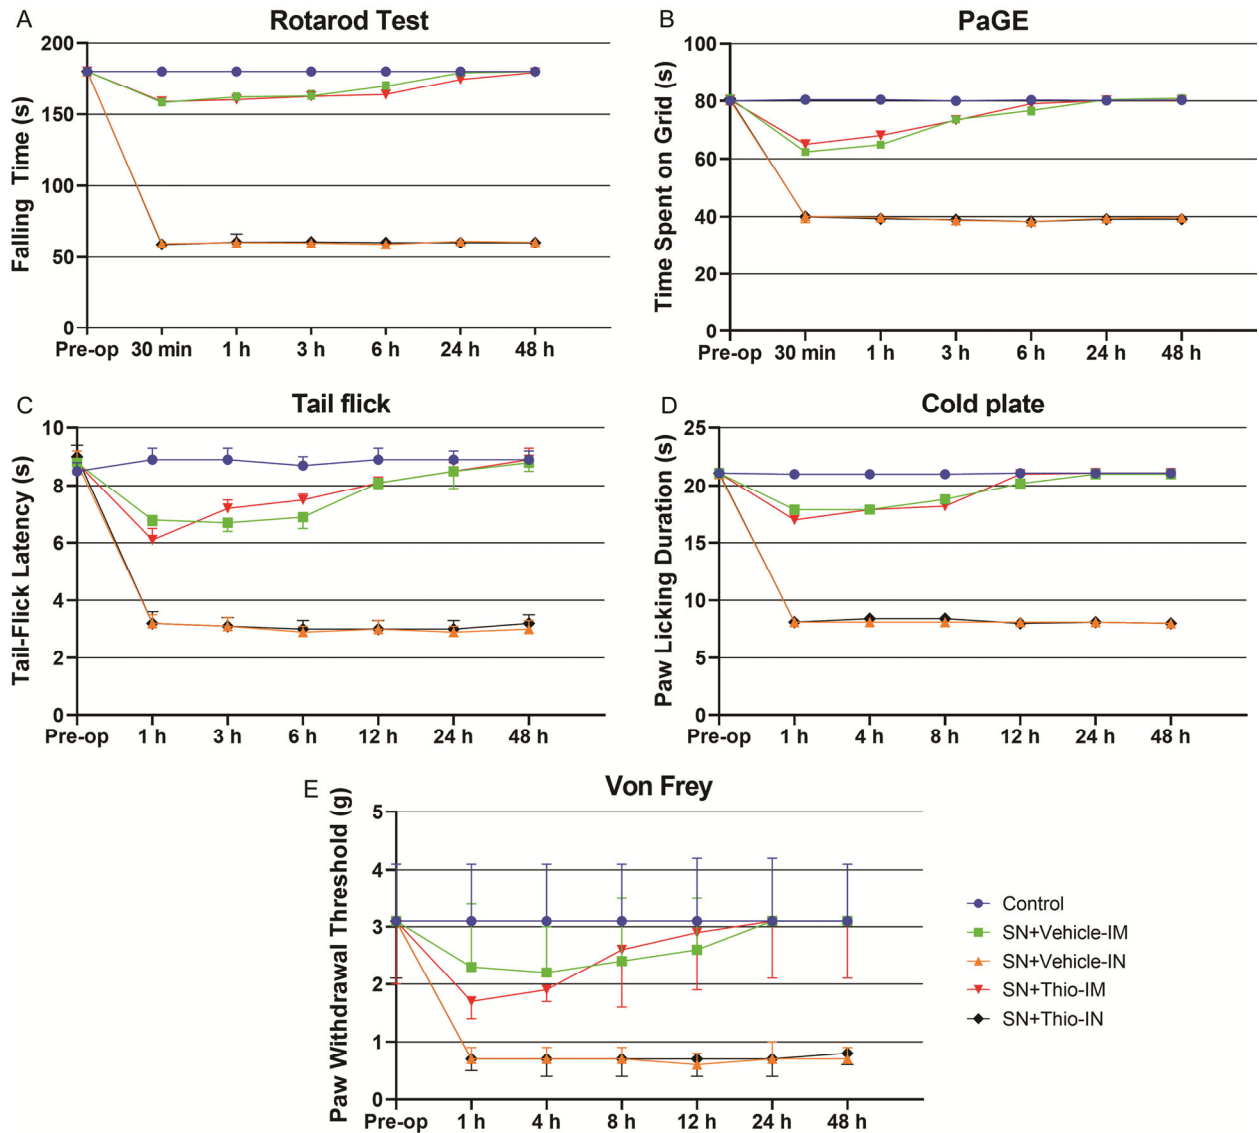 A
Rotarod Test
Falling Time (s)
200
150
100
50
0
Pre-op 30 min 1 h 3 h 6 h 24 h 48 h
B
PaGE
Time Spent on Grid (s)
100
80
60
40
20
0
Pre-op 30 min 1 h 3 h 6 h 24 h 48 h
C
Tail flick
Tail-Flick Latency (s)
10
8
6
4
2
0
Pre-op 1 h 3 h 6 h 12 h 24 h 48 h
D
Cold plate
Paw Licking Duration (s)
25
20
15
10
5
0
Pre-op 1 h 4 h 8 h 12 h 24 h 48 h
E
Von Frey
Paw Withdrawal Threshold (g)
5
4
3
2
1
0
Pre-op 1 h 4 h 8 h 12 h 24 h 48 h
Control
SN+Vehicle-IM
SN+Vehicle-IN
SN+Thio-IM
SN+Thio-IN